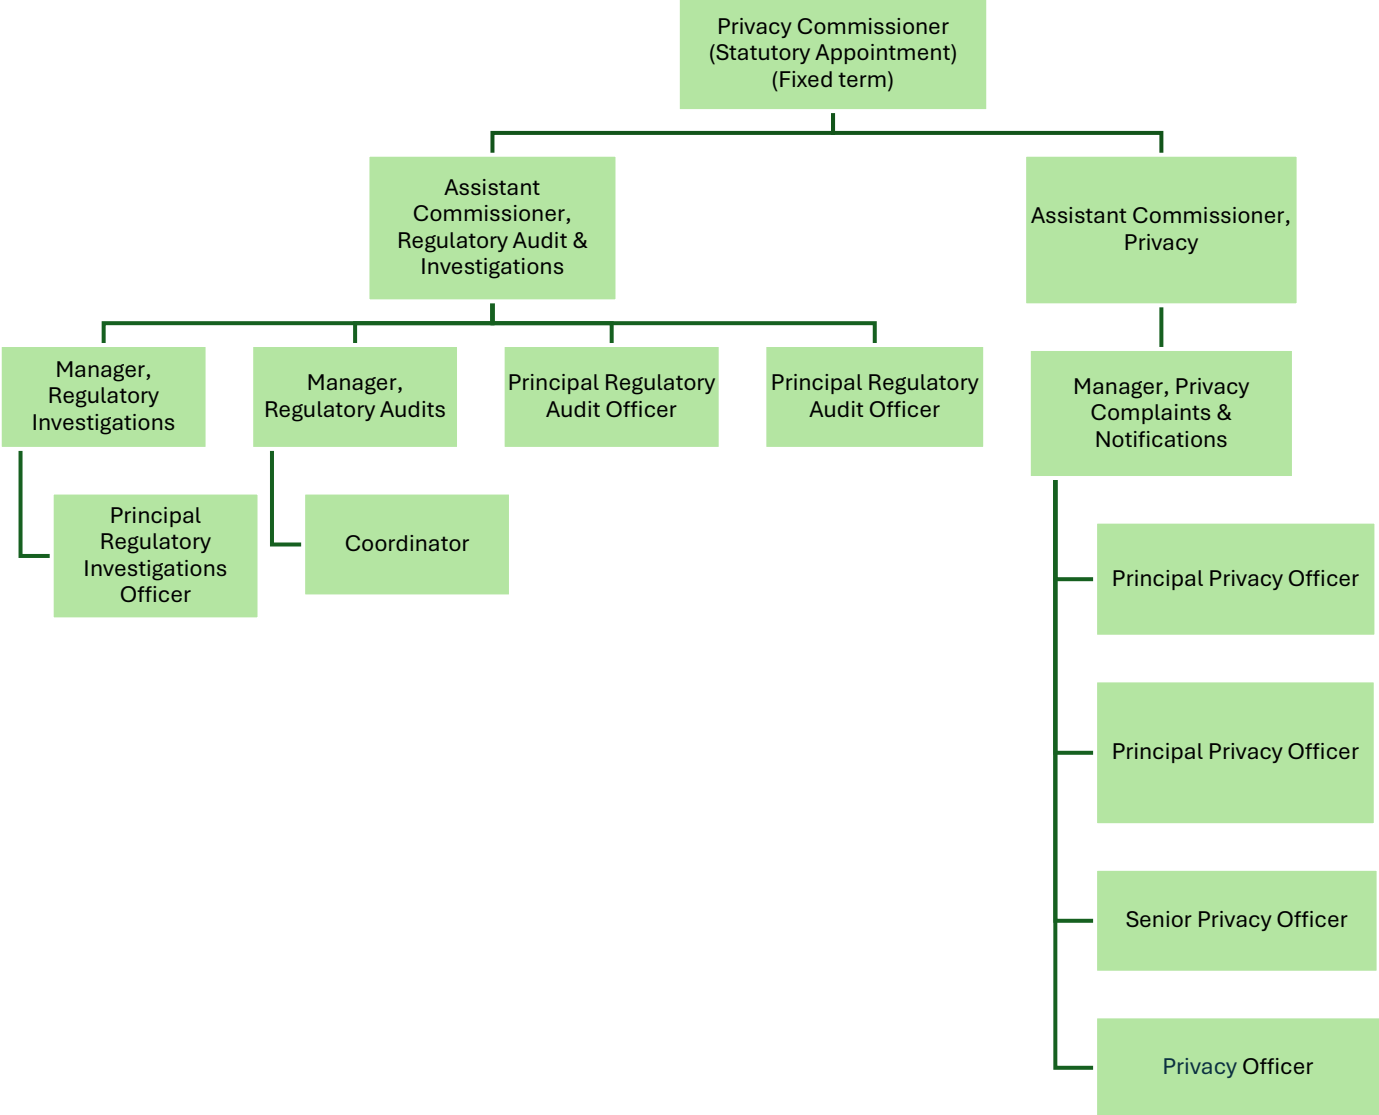 Privacy Commissioner
(Statutory Appointment)
(Fixed term)
Assistant
Commissioner,
Regulatory Audit &
Investigations
Assistant Commissioner,
Privacy
Manager,
Regulatory
Investigations
Manager,
Regulatory Audits
Principal Regulatory
Audit Officer
Principal Regulatory
Audit Officer
Manager, Privacy
Complaints &
Notifications
Principal
Regulatory
Investigations
Officer
Coordinator
Principal Privacy Officer
Principal Privacy Officer
Senior Privacy Officer
Privacy Officer